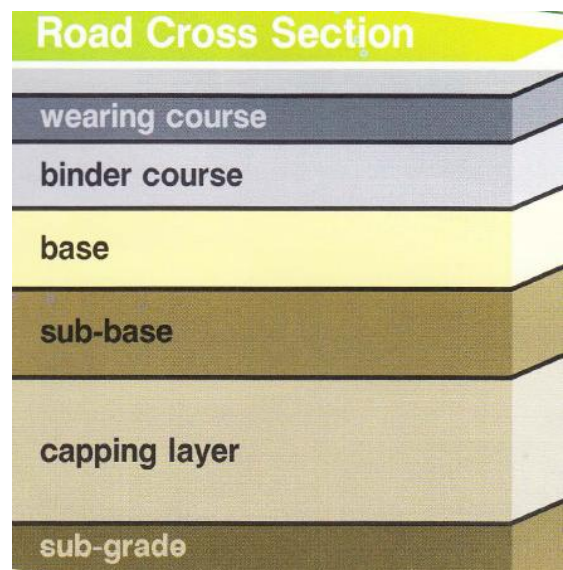 Road Cross Section
wearing course
binder course
base
sub-base
capping layer
sub-grade